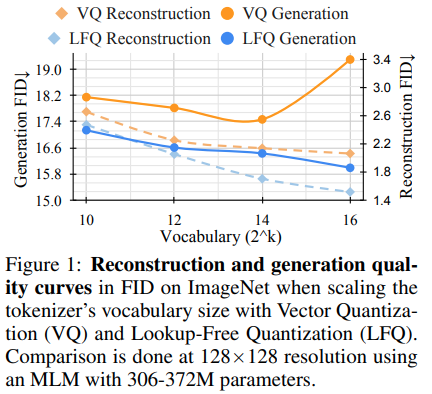 VQ Reconstruction VQ Generation
LFQ Reconstruction LFQ Generation
Generation FID↓
19.0
18.2
17.4
16.6
15.8
15.0
3.4
3.0
2.6
2.2
1.8
1.4
Reconstruction FID↓
10 12 14 16
Vocabulary (2^k)
Figure 1: Reconstruction and generation qual-
ity curves in FID on ImageNet when scaling the
tokenizer's vocabulary size with Vector Quantiza-
tion (VQ) and Lookup-Free Quantization (LFQ).
Comparison is done at 128×128 resolution using
an MLM with 306-372M parameters.